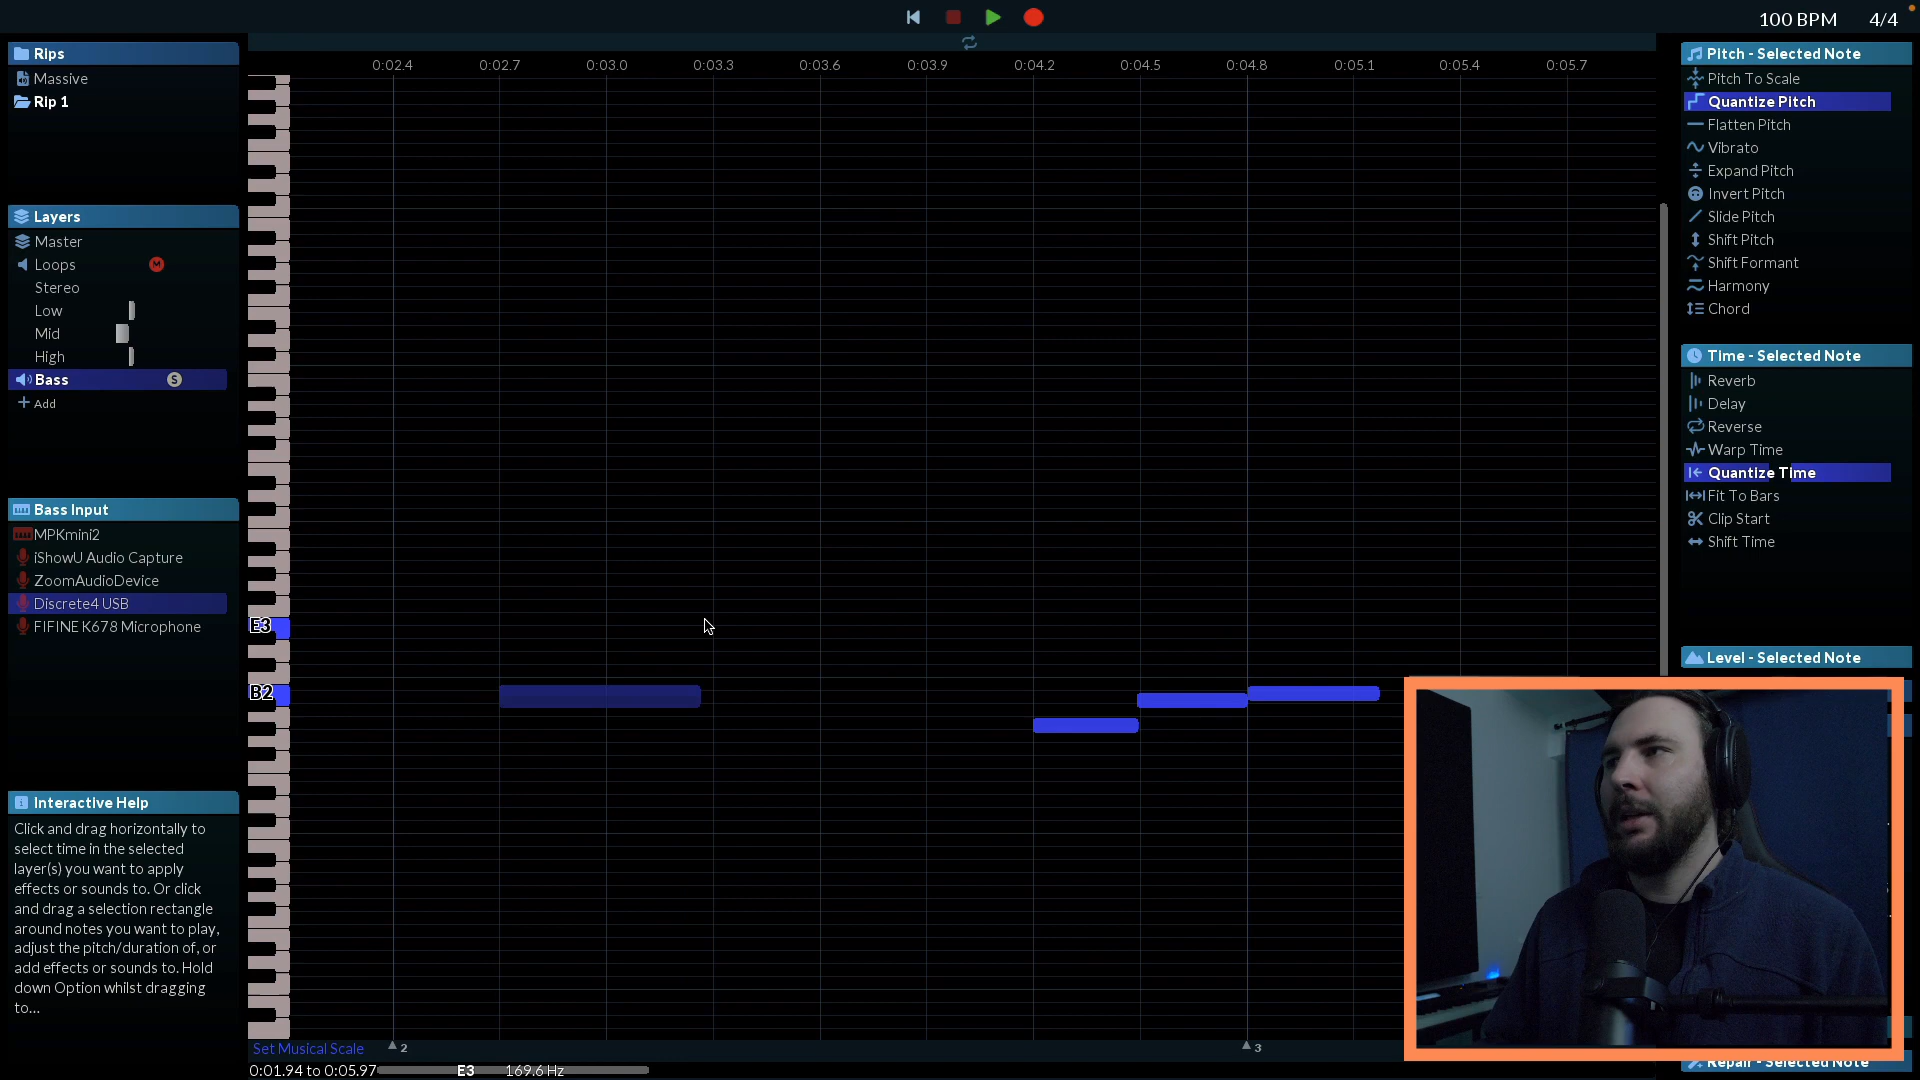 100 BPM 4/4
Rips
Massive
Rip 1
Layers
Master
Loops M
Stereo
Low
Mid
High
Bass S
Add
Bass Input
MPKmini2
iShowU Audio Capture
ZoomAudioDevice
Discrete4 USB
FIFINE K678 Microphone
Interactive Help
Click and drag horizontally to
select time in the selected
layer(s) you want to apply
effects or sounds to. Or click
and drag a selection rectangle
around notes you want to play,
adjust the pitch/duration of, or
add effects or sounds to. Hold
down Option whilst dragging
to...
0:02.4 0:02.7 0:03.0 0:03.3 0:03.6 0:03.9 0:04.2 0:04.5 0:04.8 0:05.1 0:05.4 0:05.7
E3
B2
Set Musical Scale 2 3
0:01.94 to 0:05.97 E3 169.6 Hz
Pitch - Selected Note
Pitch To Scale
Quantize Pitch
Flatten Pitch
Vibrato
Expand Pitch
Invert Pitch
Slide Pitch
Shift Pitch
Shift Formant
Harmony
Chord
Time - Selected Note
Reverb
Delay
Reverse
Warp Time
Quantize Time
Fit To Bars
Clip Start
Shift Time
Level - Selected Note
Repair - Selected Note